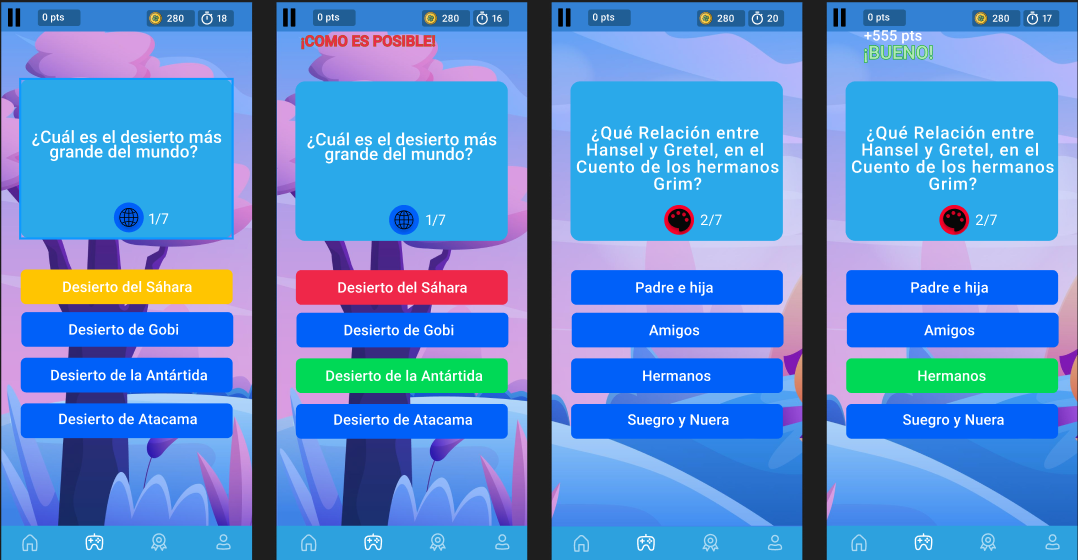 0 pts
280
18
¿Cuál es el desierto más
grande del mundo?
1/7
Desierto del Sáhara
Desierto de Gobi
Desierto de la Antártida
Desierto de Atacama
0 pts
280
16
¡COMO ES POSIBLE!
¿Cuál es el desierto más
grande del mundo?
1/7
Desierto del Sáhara
Desierto de Gobi
Desierto de la Antártida
Desierto de Atacama
0 pts
280
20
¿Qué Relación entre
Hansel y Gretel, en el
Cuento de los hermanos
Grim?
2/7
Padre e hija
Amigos
Hermanos
Suegro y Nuera
0 pts
280
17
+555 pts
¡BUENO!
¿Qué Relación entre
Hansel y Gretel, en el
Cuento de los hermanos
Grim?
2/7
Padre e hija
Amigos
Hermanos
Suegro y Nuera